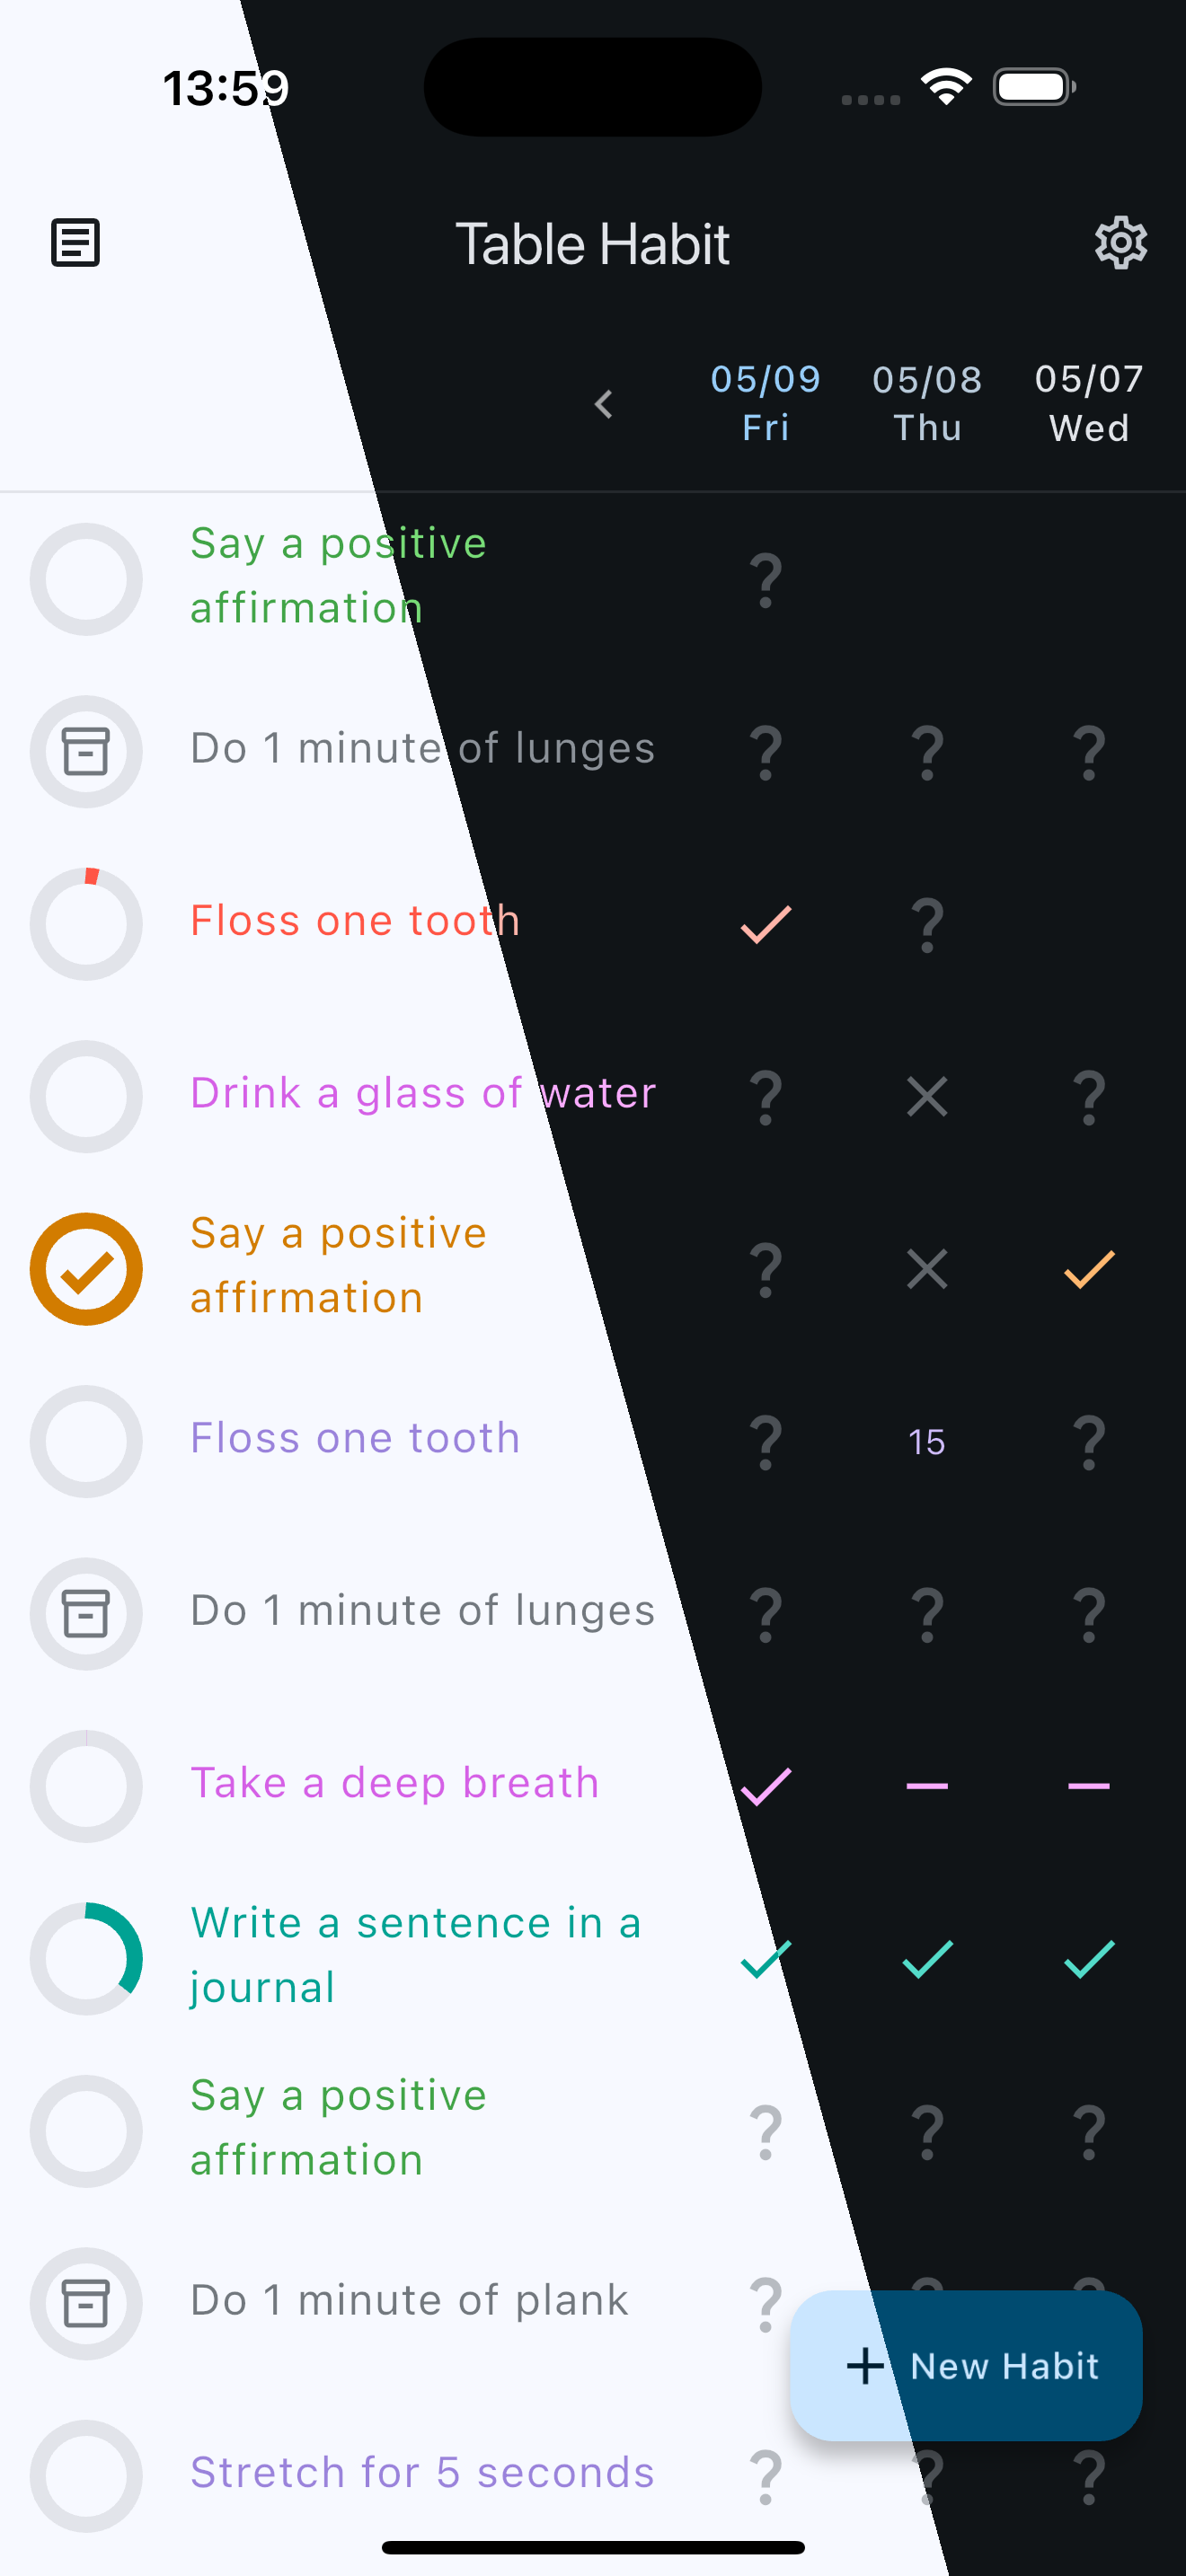 13:59
Table Habit
05/09 05/08 05/07
Fri Thu Wed
Say a positive
affirmation
?
Do 1 minute of lunges ? ? ?
Floss one tooth ?
Drink a glass of water ? ?
Say a positive
affirmation
?
Floss one tooth ? 15 ?
Do 1 minute of lunges ? ? ?
Take a deep breath
Write a sentence in a
journal
Say a positive
affirmation
? ? ?
Do 1 minute of plank ? ? ?
New Habit
Stretch for 5 seconds ? ? ?